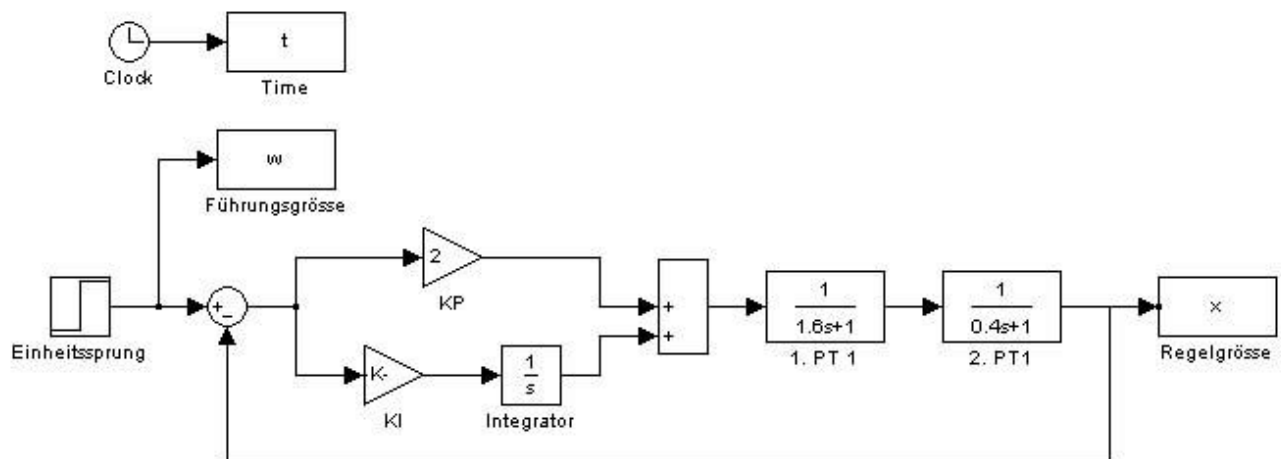 t
Clock
Time
w
Führungsgrösse
Einheitssprung
+
−
2
KP
K-
KI
1
s
Integrator
+
+
1
1.6s+1
1. PT 1
1
0.4s+1
2. PT1
x
Regelgrösse